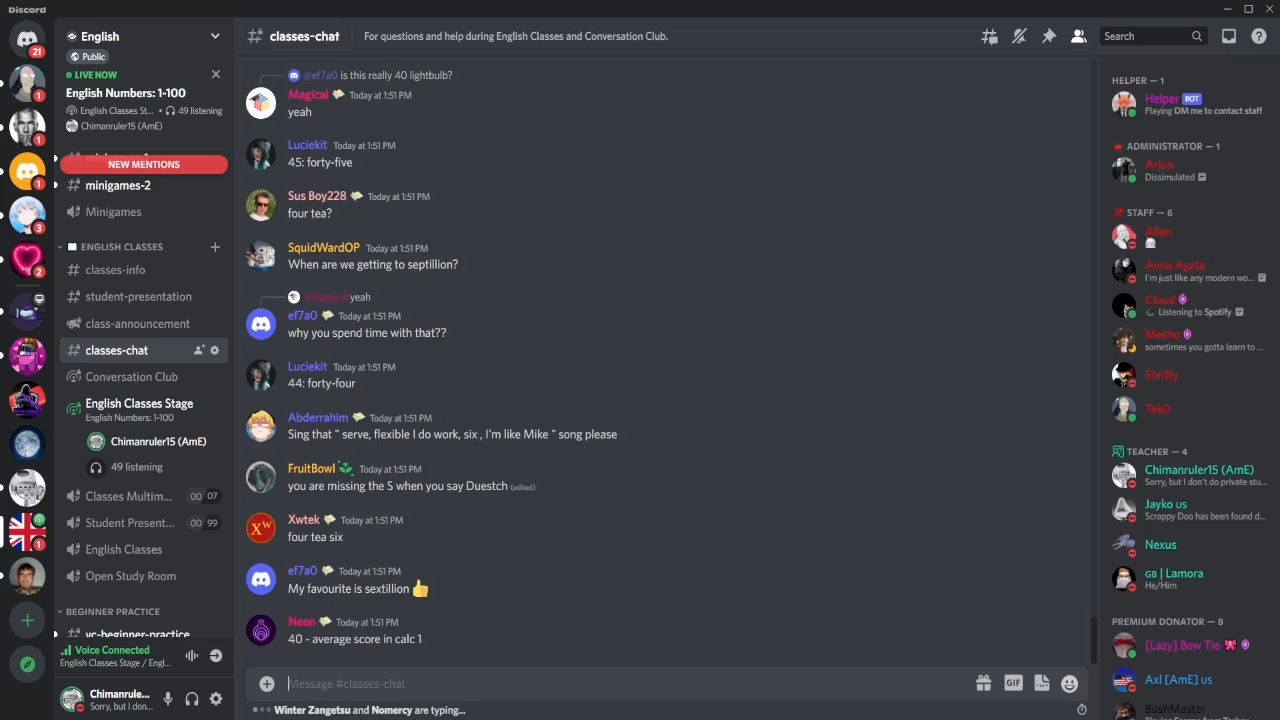 Discord
English
Public
LIVE NOW
English Numbers: 1-100
English Classes St... • 49 listening
Chimanruler15 (AmE)
NEW MENTIONS
minigames-2
Minigames
ENGLISH CLASSES
classes-info
student-presentation
class-announcement
classes-chat
Conversation Club
English Classes Stage
English Numbers: 1-100
Chimanruler15 (AmE)
49 listening
Classes Multim... 00 07
Student Present... 00 99
English Classes
Open Study Room
BEGINNER PRACTICE
vc-beginner-practice
Voice Connected
English Classes Stage / Engl...
Chimanrule...
Sorry, but I don...
21
1
1
1
3
2
1
classes-chat
For questions and help during English Classes and Conversation Club.
Search
@ef7a0 is this really 40 lightbulb?
Magical Today at 1:51 PM
yeah
Luciekit Today at 1:51 PM
45: forty-five
Sus Boy228 Today at 1:51 PM
four tea?
SquidWardOP Today at 1:51 PM
When are we getting to septillion?
@Magical yeah
ef7a0 Today at 1:51 PM
why you spend time with that??
Luciekit Today at 1:51 PM
44: forty-four
Abderrahim Today at 1:51 PM
Sing that " serve, flexible I do work, six , I'm like Mike " song please
FruitBowl Today at 1:51 PM
you are missing the S when you say Duestch (edited)
Xwtek Today at 1:51 PM
four tea six
ef7a0 Today at 1:51 PM
My favourite is sextillion 👍
Neon Today at 1:51 PM
40 - average score in calc 1
Message #classes-chat
GIF
Winter Zangetsu and Nomercy are typing...
HELPER — 1
Helper BOT
Playing DM me to contact staff
ADMINISTRATOR — 1
Arjun
Dissimulated
STAFF — 6
Allen
Anna Agata
I'm just like any modern wo...
Cloud
Listening to Spotify
Mesho
sometimes you gotta learn to ...
Shrifty
TekO
TEACHER — 4
Chimanruler15 (AmE)
Sorry, but I don't do private stu...
Jayko us
Scrappy Doo has been found d...
Nexus
GB | Lamora
He/Him
PREMIUM DONATOR — 8
[Lazy] Bow Tie
Axl [AmE] us
BushMaster
XW